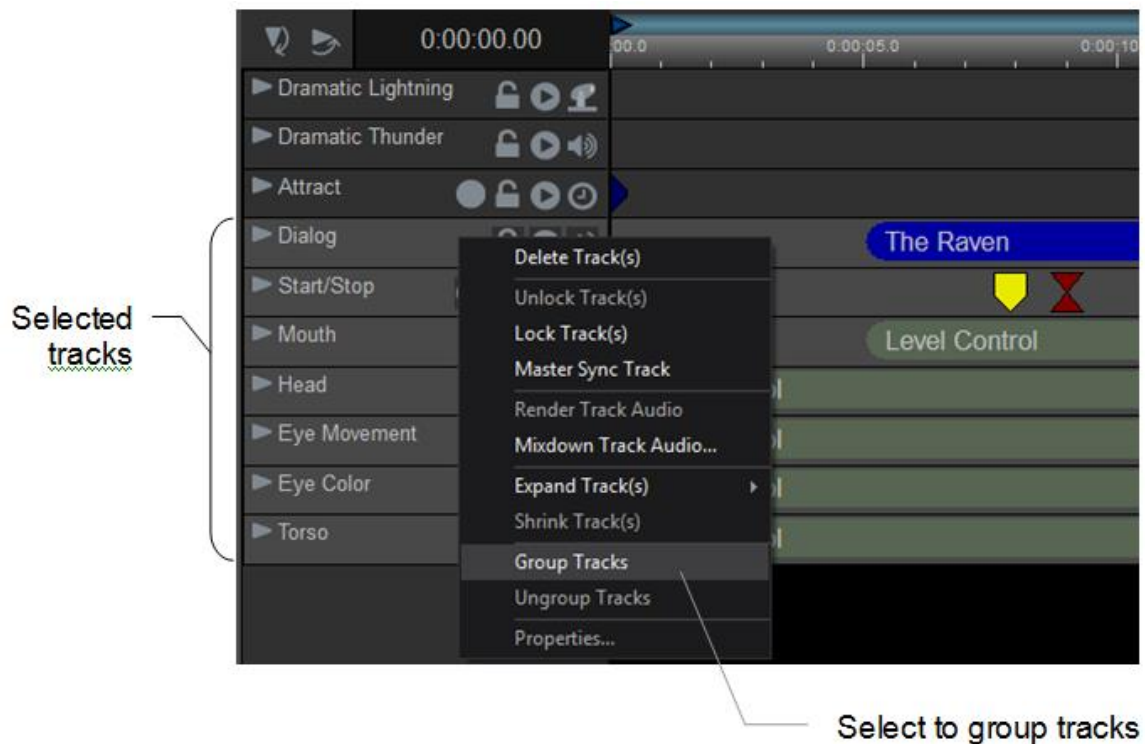 0:00:00.00
:00.0
0:00:05.0
0:00:10
Dramatic Lightning
Dramatic Thunder
Attract
Dialog
The Raven
Start/Stop
Mouth
Level Control
Head
Eye Movement
Eye Color
Torso
Delete Track(s)
Unlock Track(s)
Lock Track(s)
Master Sync Track
Render Track Audio
Mixdown Track Audio...
Expand Track(s)
Shrink Track(s)
Group Tracks
Ungroup Tracks
Properties...
Selected
tracks
Select to group tracks